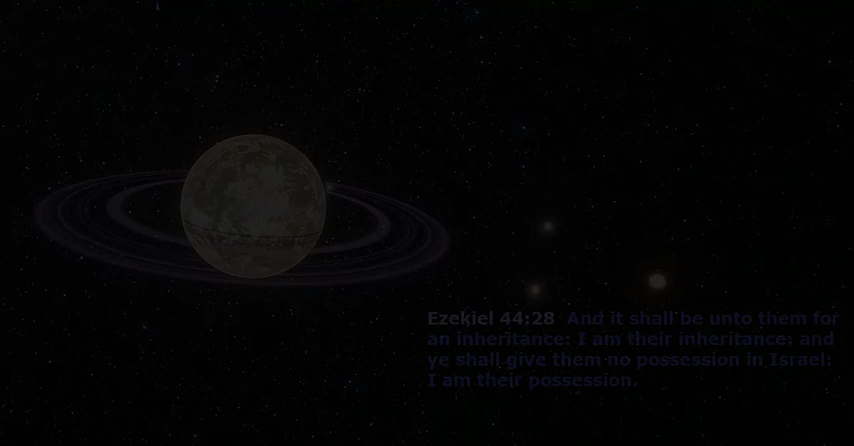 Ezekiel 44:28 And it shall be unto them for
an inheritance: I am their inheritance: and
ye shall give them no possession in Israel:
I am their possession.